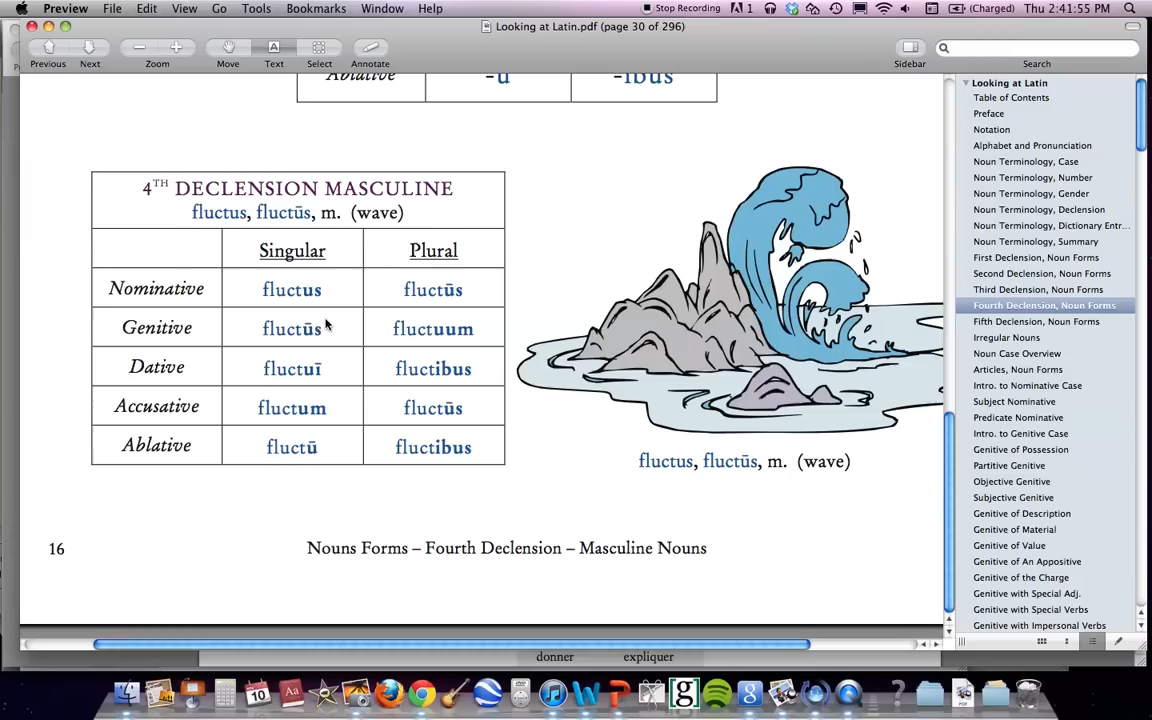 Preview File Edit View Go Tools Bookmarks Window Help Stop Recording 1 (Charged) Thu 2:41:55 PM
Looking at Latin.pdf (page 30 of 296)
Previous Next Zoom Move Text Select Annotate Sidebar Search
Ablative -ū -ibus
4TH DECLENSION MASCULINE
fluctus, fluctūs, m. (wave)
Singular Plural
Nominative fluctus fluctūs
Genitive fluctūs fluctuum
Dative fluctuī fluctibus
Accusative fluctum fluctūs
Ablative fluctū fluctibus
fluctus, fluctūs, m. (wave)
16
Nouns Forms – Fourth Declension – Masculine Nouns
Looking at Latin
Table of Contents
Preface
Notation
Alphabet and Pronunciation
Noun Terminology, Case
Noun Terminology, Number
Noun Terminology, Gender
Noun Terminology, Declension
Noun Terminology, Dictionary Entr...
Noun Terminology, Summary
First Declension, Noun Forms
Second Declension, Noun Forms
Third Declension, Noun Forms
Fourth Declension, Noun Forms
Fifth Declension, Noun Forms
Irregular Nouns
Noun Case Overview
Articles, Noun Forms
Intro. to Nominative Case
Subject Nominative
Predicate Nominative
Intro. to Genitive Case
Genitive of Possession
Partitive Genitive
Objective Genitive
Subjective Genitive
Genitive of Description
Genitive of Material
Genitive of Value
Genitive of An Appositive
Genitive of the Charge
Genitive with Special Adj.
Genitive with Special Verbs
Genitive with Impersonal Verbs
donner expliquer